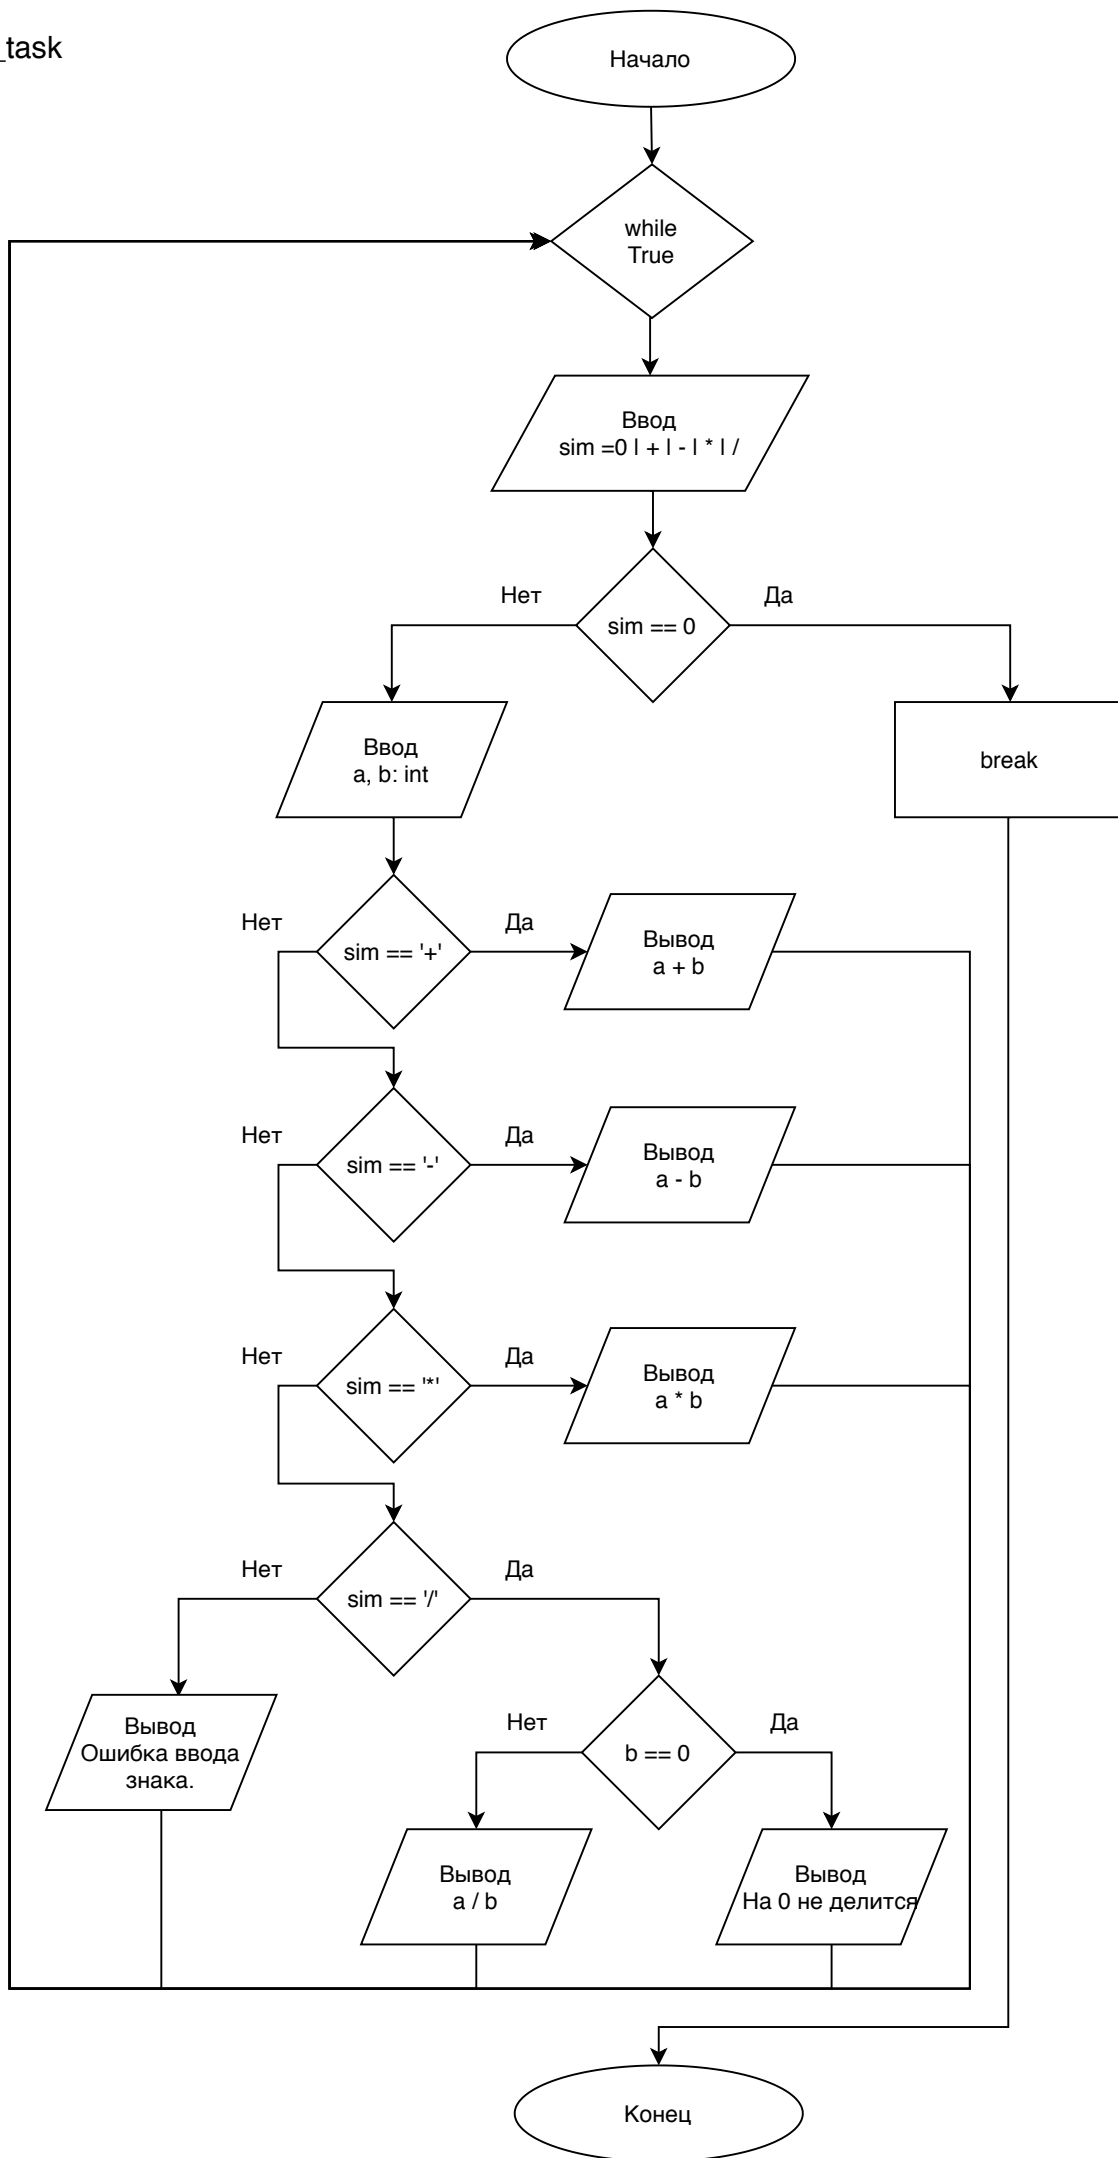 _task
Начало
while
True
Ввод
sim =0 | + | - | * | /
Нет
Да
sim == 0
Ввод
a, b: int
break
Нет
Да
sim == '+'
Вывод
a + b
Нет
Да
sim == '-'
Вывод
a - b
Нет
Да
sim == '*'
Вывод
a * b
Нет
Да
sim == '/'
Вывод
Ошибка ввода
знака.
Нет
Да
b == 0
Вывод
a / b
Вывод
На 0 не делится
Конец